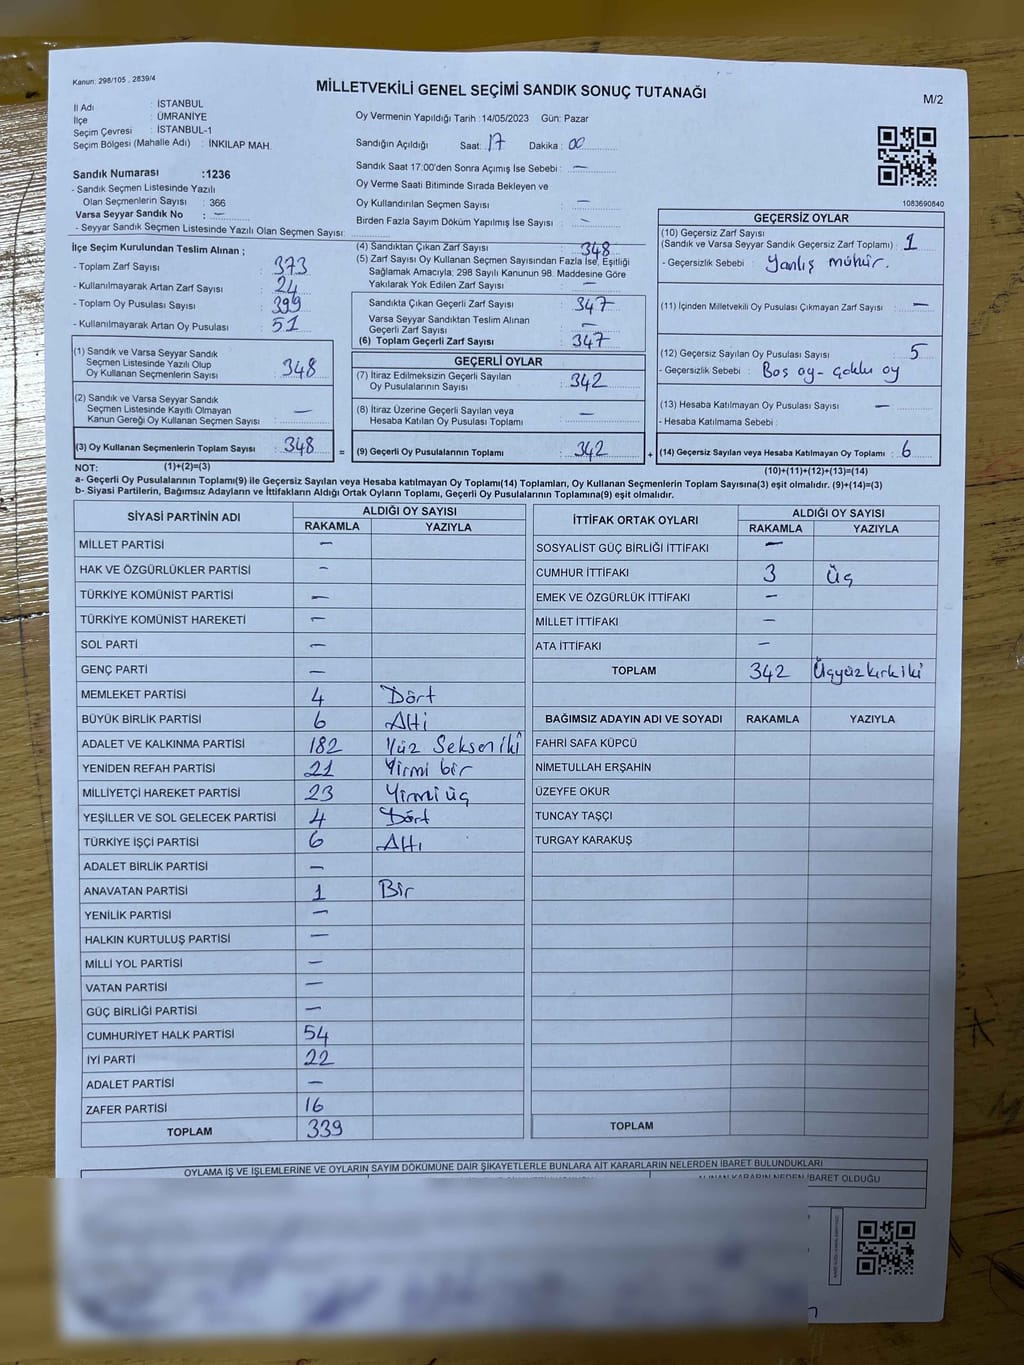 Kanun: 298/105 . 2839/4
MİLLETVEKİLİ GENEL SEÇİMİ SANDIK SONUÇ TUTANAĞI
M/2
İl Adı : İSTANBUL
İlçe : ÜMRANİYE
Seçim Çevresi : İSTANBUL-1
Seçim Bölgesi (Mahalle Adı) : İNKILAP MAH.
Oy Vermenin Yapıldığı Tarih :14/05/2023 Gün: Pazar
Sandığın Açıldığı Saat: 17 Dakika : 00
Sandık Saat 17.00'den Sonra Açımış İse Sebebi : —
Oy Verme Saati Bitiminde Sırada Bekleyen ve
Oy Kullandırılan Seçmen Sayısı : —
Birden Fazla Sayım Döküm Yapılmış İse Sayısı : –
1083690840
Sandık Numarası :1236
- Sandık Seçmen Listesinde Yazılı
Olan Seçmenlerin Sayısı : 366
Varsa Seyyar Sandık No : —
- Seyyar Sandık Seçmen Listesinde Yazılı Olan Seçmen Sayısı:
İlçe Seçim Kurulundan Teslim Alınan ;
- Toplam Zarf Sayısı : 373
- Kullanılmayarak Artan Zarf Sayısı : 24
- Toplam Oy Pusulası Sayısı : 399
- Kullanılmayarak Artan Oy Pusulası : 51
(1) Sandık ve Varsa Seyyar Sandık
Seçmen Listesinde Yazılı Olup
Oy Kullanan Seçmenlerin Sayısı : 348
(2) Sandık ve Varsa Seyyar Sandık
Seçmen Listesinde Kayıtlı Olmayan
Kanun Gereği Oy Kullanan Seçmen Sayısı : —
(3) Oy Kullanan Seçmenlerin Toplam Sayısı : 348 =
(4) Sandıktan Çıkan Zarf Sayısı : 348
(5) Zarf Sayısı Oy Kullanan Seçmen Sayısından Fazla İse, Eşitliği
Sağlamak Amacıyla, 298 Sayılı Kanunun 98. Maddesine Göre
Yakılarak Yok Edilen Zarf Sayısı : —
Sandıkta Çıkan Geçerli Zarf Sayısı : 347
Varsa Seyyar Sandıktan Teslim Alınan
Geçerli Zarf Sayısı : —
(6) Toplam Geçerli Zarf Sayısı : 347
GEÇERLİ OYLAR
(7) İtiraz Edilmeksizin Geçerli Sayılan
Oy Pusulalarının Sayısı : 342
(8) İtiraz Üzerine Geçerli Sayılan veya
Hesaba Katılan Oy Pusulası Toplamı : —
(9) Geçerli Oy Pusulalarının Toplamı : 342 +
GEÇERSİZ OYLAR
(10) Geçersiz Zarf Sayısı
(Sandık ve Varsa Seyyar Sandık Geçersiz Zarf Toplamı) : 1
- Geçersizlik Sebebi : Yanlış mühür.
(11) İçinden Milletvekili Oy Pusulası Çıkmayan Zarf Sayısı : —
(12) Geçersiz Sayılan Oy Pusulası Sayısı : 5
- Geçersizlik Sebebi : Boş oy - çoklu oy
(13) Hesaba Katılmayan Oy Pusulası Sayısı : —
- Hesaba Katılmama Sebebi :
(14) Geçersiz Sayılan veya Hesaba Katılmayan Oy Toplamı : 6
NOT: (1)+(2)=(3) (10)+(11)+(12)+(13)=(14)
a- Geçerli Oy Pusulalarının Toplamı(9) ile Geçersiz Sayılan veya Hesaba katılmayan Oy Toplamı(14) Toplamları, Oy Kullanan Seçmenlerin Toplam Sayısına(3) eşit olmalıdır. (9)+(14)=(3)
b- Siyasi Partilerin, Bağımsız Adayların ve İttifakların Aldığı Ortak Oyların Toplamı, Geçerli Oy Pusulalarının Toplamına(9) eşit olmalıdır.
SİYASİ PARTİNİN ADI ALDIĞI OY SAYISI
RAKAMLA YAZIYLA
MİLLET PARTİSİ —
HAK VE ÖZGÜRLÜKLER PARTİSİ –
TÜRKİYE KOMÜNİST PARTİSİ —
TÜRKİYE KOMÜNİST HAREKETİ —
SOL PARTİ —
GENÇ PARTİ —
MEMLEKET PARTİSİ 4 Dört
BÜYÜK BİRLİK PARTİSİ 6 Altı
ADALET VE KALKINMA PARTİSİ 182 Yüz Seksen iki
YENİDEN REFAH PARTİSİ 21 Yirmi bir
MİLLİYETÇİ HAREKET PARTİSİ 23 Yirmi üç
YEŞİLLER VE SOL GELECEK PARTİSİ 4 Dört
TÜRKİYE İŞÇİ PARTİSİ 6 Altı
ADALET BİRLİK PARTİSİ —
ANAVATAN PARTİSİ 1 Bir
YENİLİK PARTİSİ —
HALKIN KURTULUŞ PARTİSİ —
MİLLİ YOL PARTİSİ —
VATAN PARTİSİ —
GÜÇ BİRLİĞİ PARTİSİ —
CUMHURİYET HALK PARTİSİ 54
İYİ PARTİ 22
ADALET PARTİSİ —
ZAFER PARTİSİ 16
TOPLAM 339
İTTİFAK ORTAK OYLARI ALDIĞI OY SAYISI
RAKAMLA YAZIYLA
SOSYALİST GÜÇ BİRLİĞİ İTTİFAKI —
CUMHUR İTTİFAKI 3 Üç
EMEK VE ÖZGÜRLÜK İTTİFAKI —
MİLLET İTTİFAKI —
ATA İTTİFAKI —
TOPLAM 342 Üçyüzkırkiki
BAĞIMSIZ ADAYIN ADI VE SOYADI RAKAMLA YAZIYLA
FAHRİ SAFA KÜPCÜ
NİMETULLAH ERŞAHİN
ÜZEYFE OKUR
TUNCAY TAŞÇI
TURGAY KARAKUŞ
TOPLAM
OYLAMA İŞ VE İŞLEMLERİNE VE OYLARIN SAYIM DÖKÜMÜNE DAİR ŞİKAYETLERLE BUNLARA AİT KARARLARIN NELERDEN İBARET BULUNDUKLARI
ALINAN KARARIN NEDEN İBARET OLDUĞU